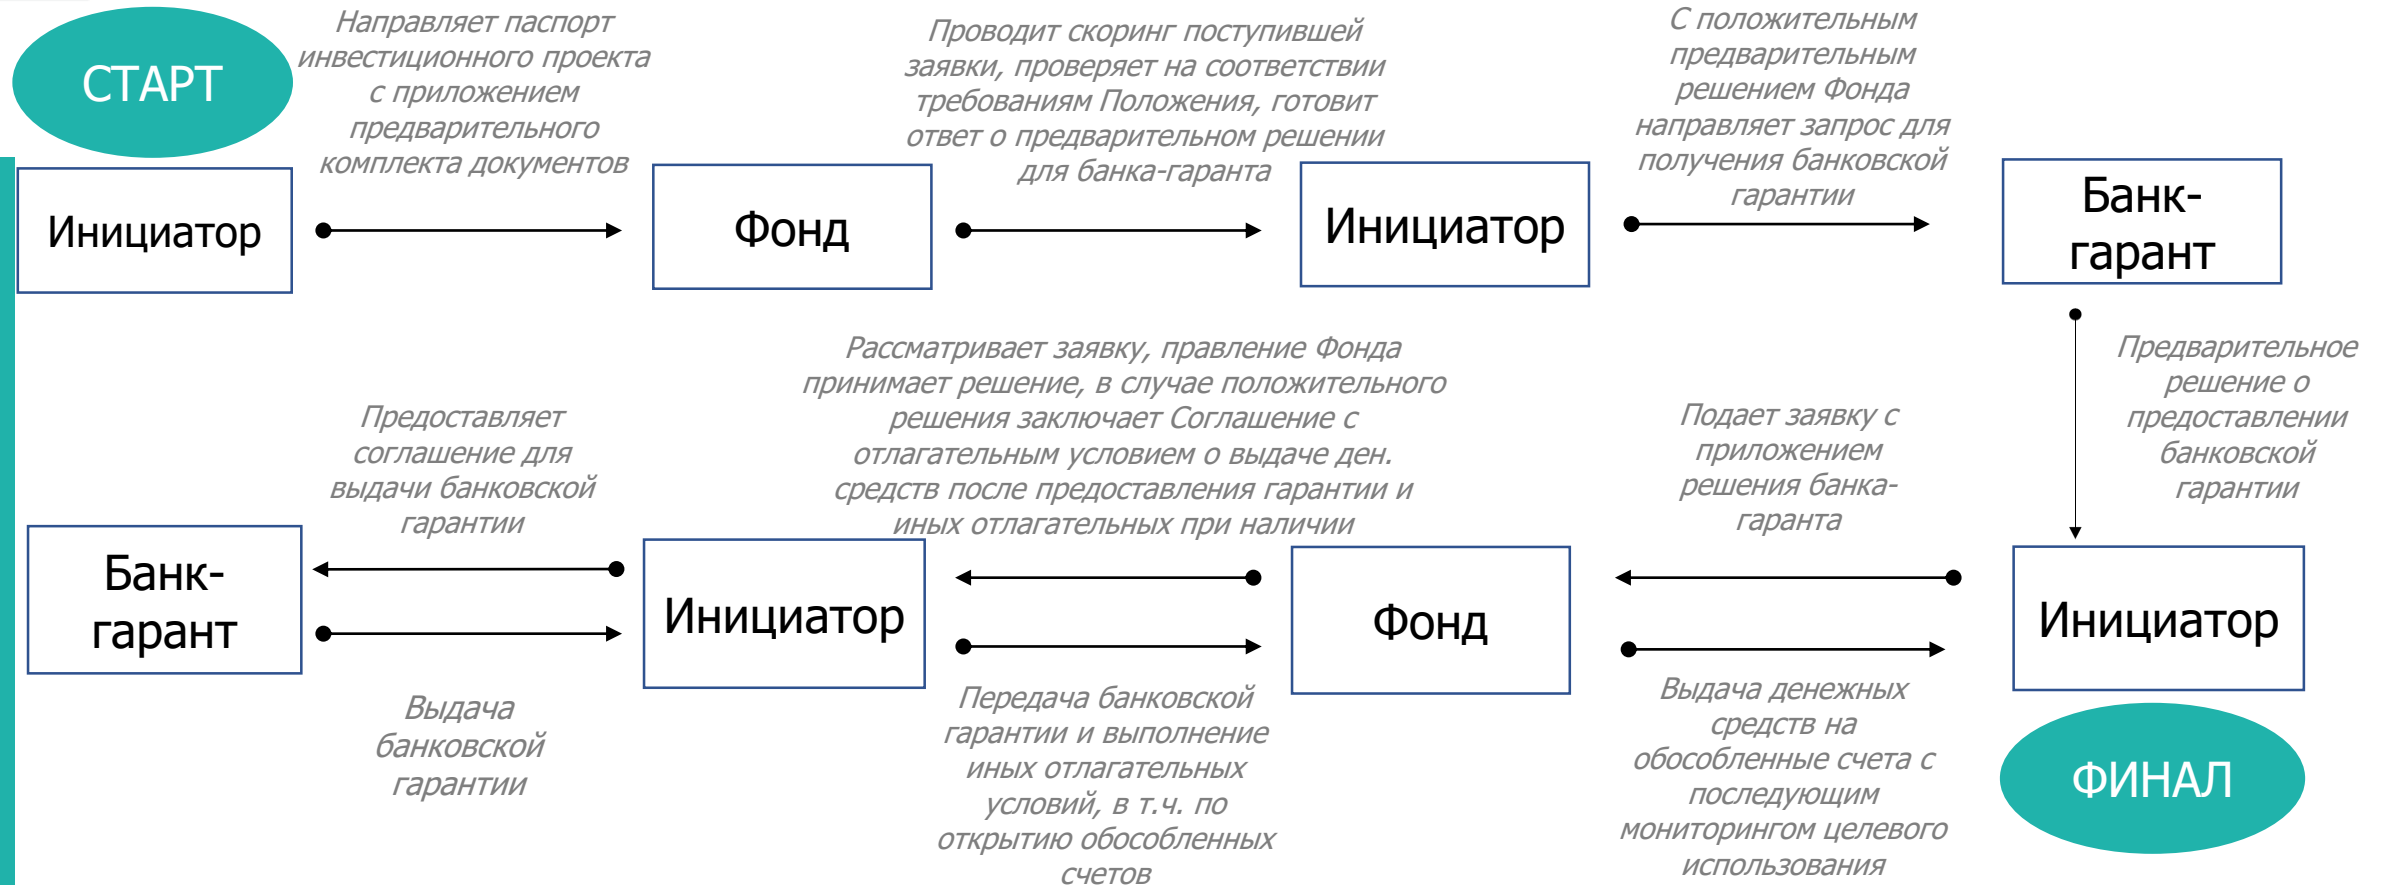 СТАРТ
Направляет паспорт
инвестиционного проекта
с приложением
предварительного
комплекта документов
Проводит скоринг поступившей
заявки, проверяет на соответствии
требованиям Положения, готовит
ответ о предварительном решении
для банка-гаранта
С положительным
предварительным
решением Фонда
направляет запрос для
получения банковской
гарантии
Инициатор
Фонд
Инициатор
Банк-
гарант
Предварительное
решение о
предоставлении
банковской
гарантии
Подает заявку с
приложением
решения банка-
гаранта
Рассматривает заявку, правление Фонда
принимает решение, в случае положительного
решения заключает Соглашение с
отлагательным условием о выдаче ден.
средств после предоставления гарантии и
иных отлагательных при наличии
Предоставляет
соглашение для
выдачи банковской
гарантии
Банк-
гарант
Инициатор
Фонд
Инициатор
Выдача
банковской
гарантии
Передача банковской
гарантии и выполнение
иных отлагательных
условий, в т.ч. по
открытию обособленных
счетов
Выдача денежных
средств на
обособленные счета с
последующим
мониторингом целевого
использования
ФИНАЛ